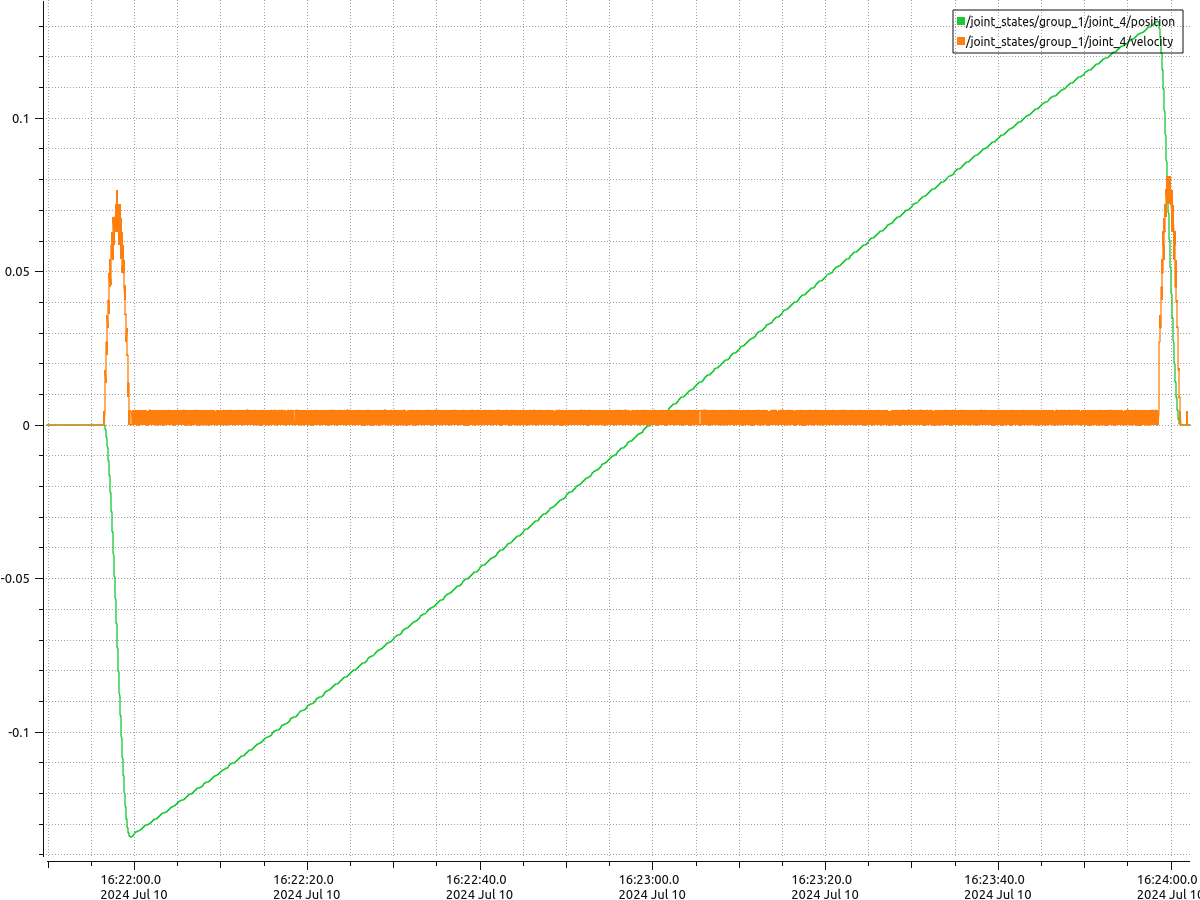 /joint_states/group_1/joint_4/position
/joint_states/group_1/joint_4/velocity
0.1
0.05
0
-0.05
-0.1
16:22:00.0 16:22:20.0 16:22:40.0 16:23:00.0 16:23:20.0 16:23:40.0 16:24:00.0
2024 Jul 10 2024 Jul 10 2024 Jul 10 2024 Jul 10 2024 Jul 10 2024 Jul 10 2024 Jul 10